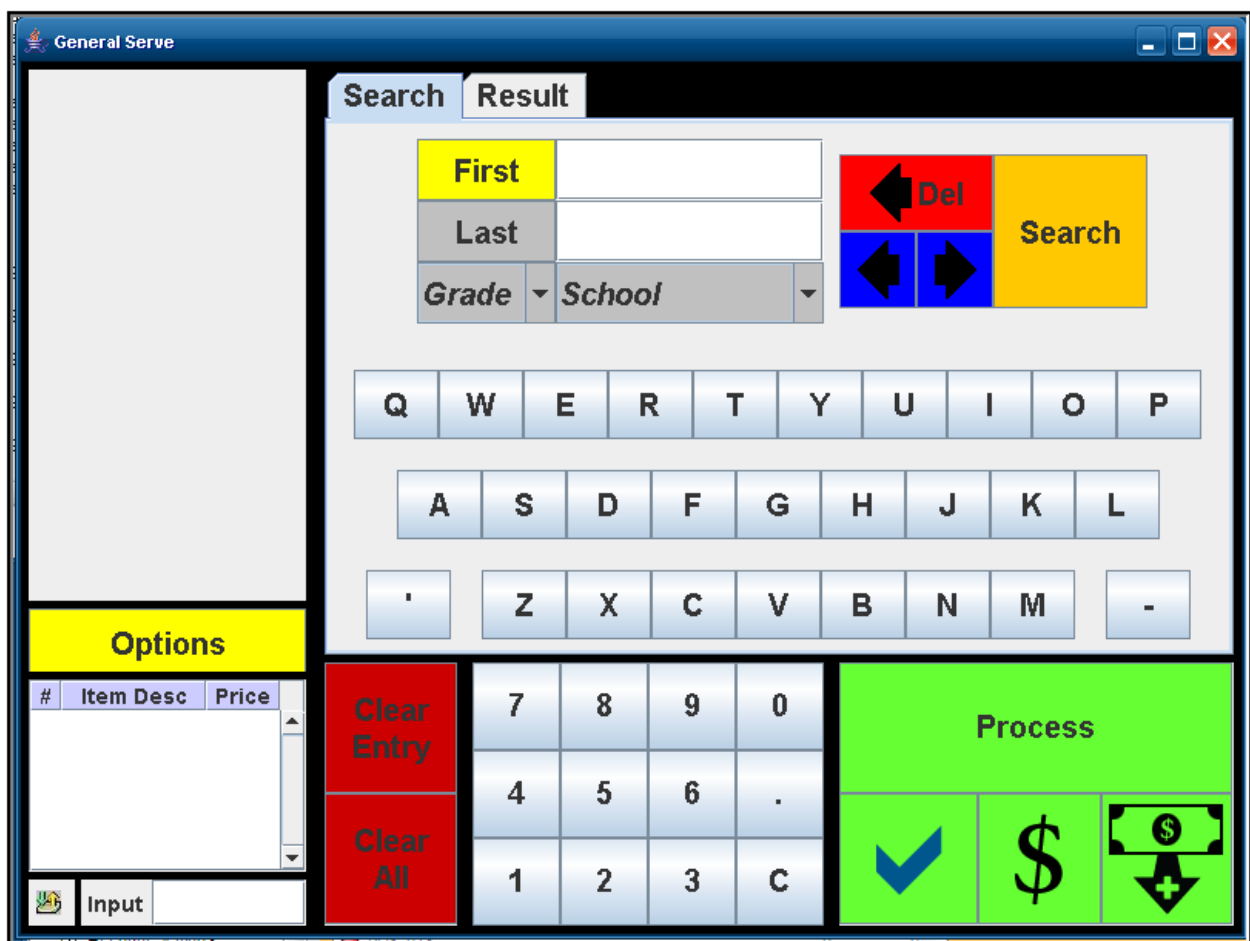 General Serve
Search Result
First
Last
Grade School
Del
Search
Q W E R T Y U I O P
A S D F G H J K L
' Z X C V B N M -
Options
# Item Desc Price
Input
Clear
Entry
Clear
All
7 8 9 0
4 5 6 .
1 2 3 C
Process
$
$